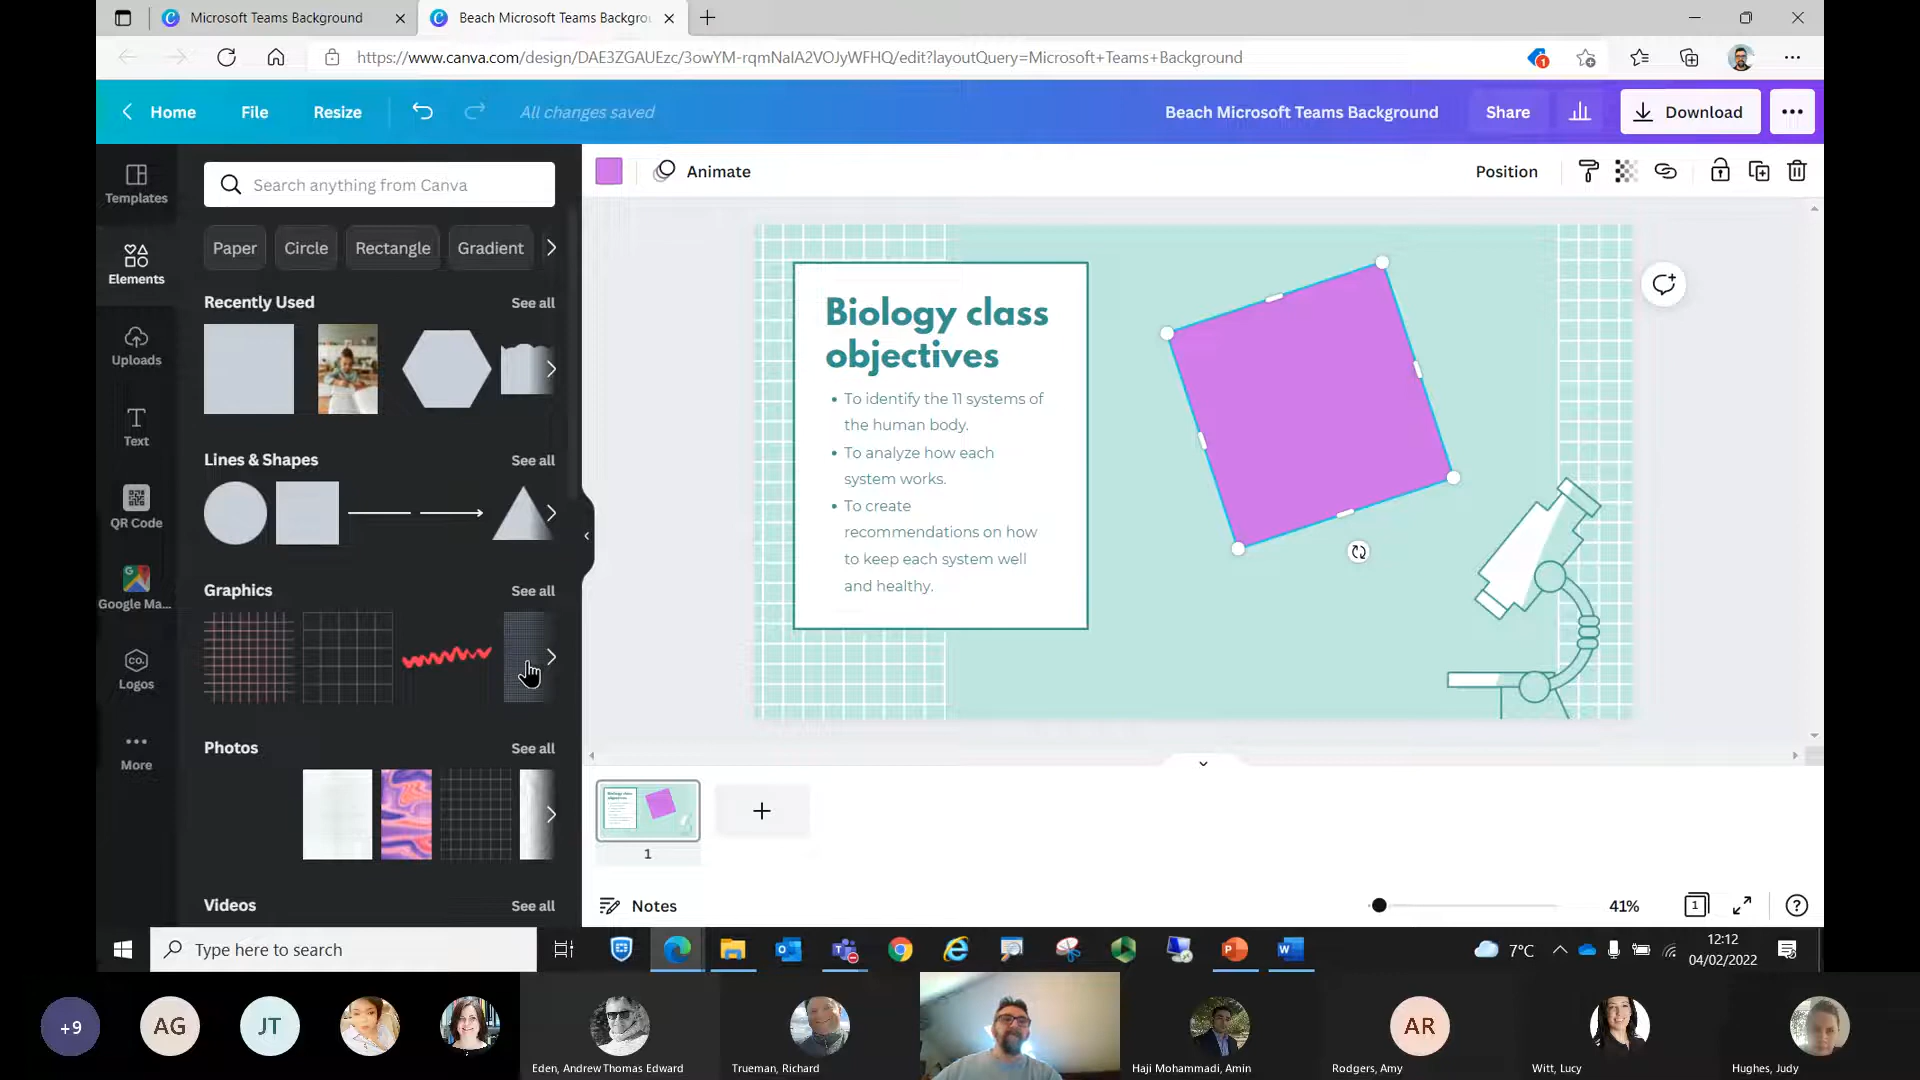 Microsoft Teams Background
Beach Microsoft Teams Backgrou
https://www.canva.com/design/DAE3ZGAUEzc/3owYM-rqmNaIA2VOJyWFHQ/edit?layoutQuery=Microsoft+Teams+Background
1
Home
File
Resize
All changes saved
Beach Microsoft Teams Background
Share
Download
Templates
Elements
Uploads
Text
QR Code
Google Ma...
CO.
Logos
More
Search anything from Canva
Paper
Circle
Rectangle
Gradient
Recently Used
See all
Lines & Shapes
See all
Graphics
See all
Photos
See all
Videos
See all
Animate
Position
Biology class
objectives
• To identify the 11 systems of
the human body.
• To analyze how each
system works.
• To create
recommendations on how
to keep each system well
and healthy.
1
Notes
41%
1
Type here to search
7°C
12:12
04/02/2022
+9
AG
JT
Eden, Andrew Thomas Edward
Trueman, Richard
Haji Mohammadi, Amin
AR
Rodgers, Amy
Witt, Lucy
Hughes, Judy